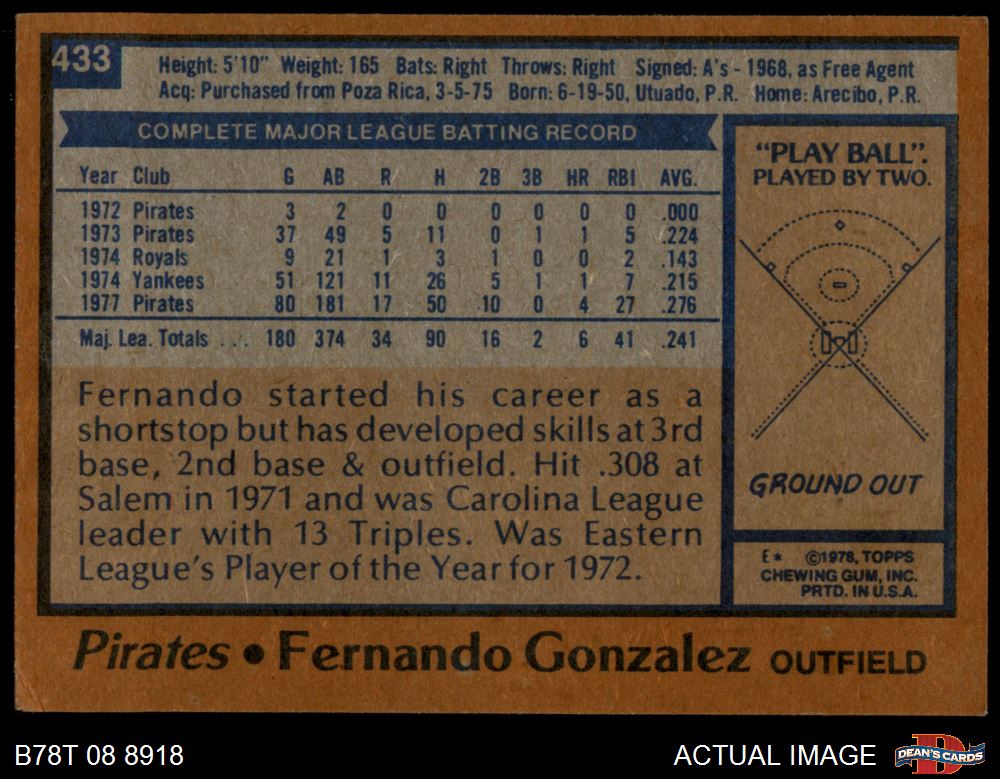 433
Height: 5'10" Weight: 165 Bats: Right Throws: Right Signed: A's - 1968, as Free Agent
Acq: Purchased from Poza Rica, 3-5-75 Born: 6-19-50, Utuado, P.R. Home: Arecibo, P.R.
COMPLETE MAJOR LEAGUE BATTING RECORD
Year Club G AB R H 2B 3B HR RBI AVG.
1972 Pirates 3 2 0 0 0 0 0 0 .000
1973 Pirates 37 49 5 11 0 1 1 5 .224
1974 Royals 9 21 1 3 1 0 0 2 .143
1974 Yankees 51 121 11 26 5 1 1 7 .215
1977 Pirates 80 181 17 50 10 0 4 27 .276
Maj. Lea. Totals . . . 180 374 34 90 16 2 6 41 .241
Fernando started his career as a
shortstop but has developed skills at 3rd
base, 2nd base & outfield. Hit .308 at
Salem in 1971 and was Carolina League
leader with 13 Triples. Was Eastern
League's Player of the Year for 1972.
"PLAY BALL".
PLAYED BY TWO.
GROUND OUT
E* ©1978, TOPPS
CHEWING GUM, INC.
PRTD. IN U.S.A.
Pirates • Fernando Gonzalez OUTFIELD
B78T 08 8918
ACTUAL IMAGE
DEAN'S CARDS